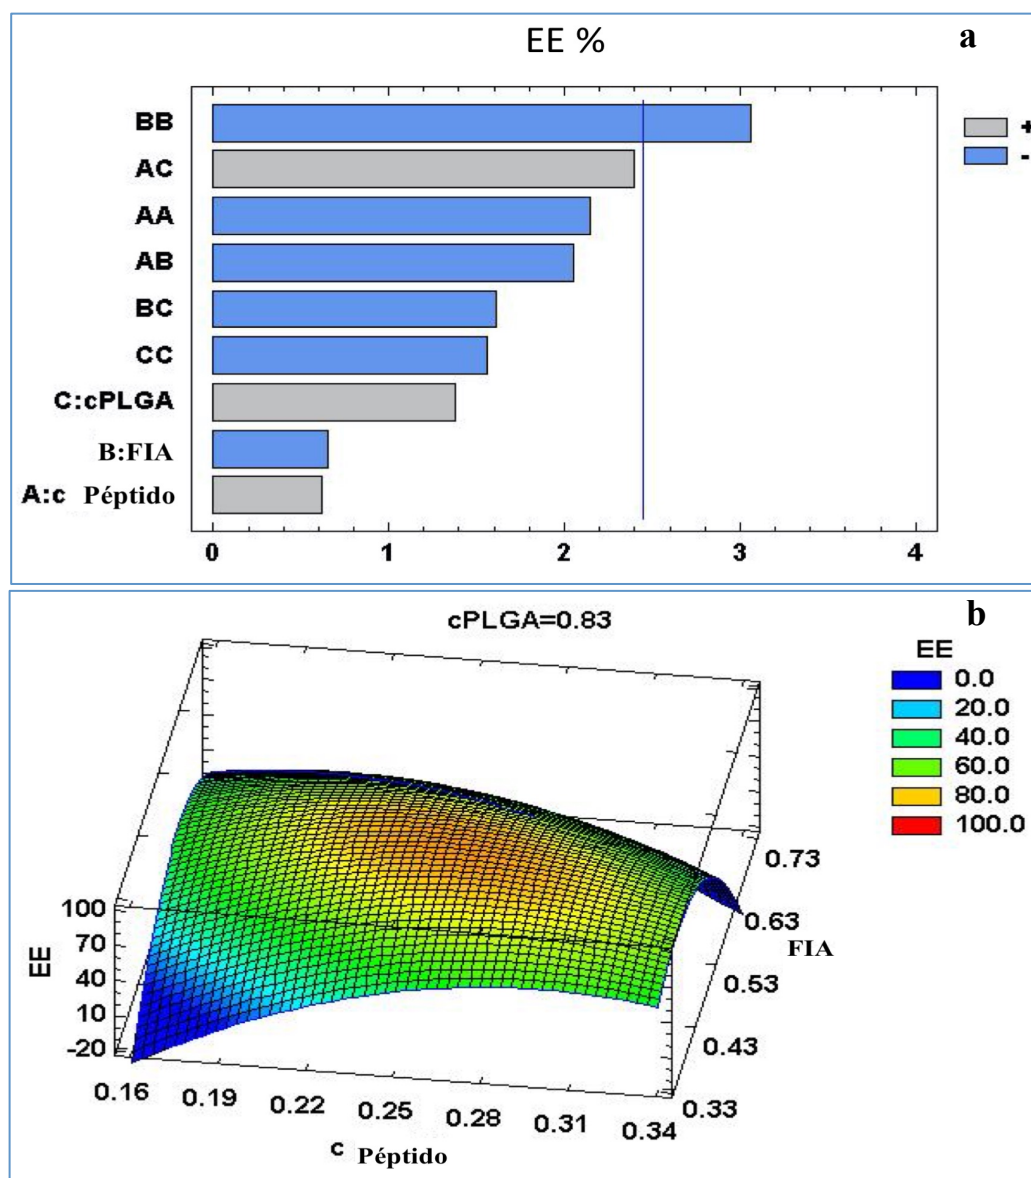 EE %
a
BB
AC
AA
AB
BC
CC
C:cPLGA
B:FIA
A:c Péptido
+
-
0 1 2 3 4
b
cPLGA=0.83
EE
0.0
20.0
40.0
60.0
80.0
100.0
EE
100
70
40
10
-20
0.16 0.19 0.22 0.25 0.28 0.31 0.34
c Péptido
0.73
0.63
0.53
0.43
0.33
FIA